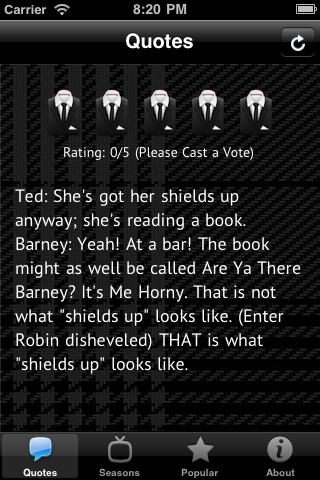 Carrier 8:20 PM
Quotes
Rating: 0/5 (Please Cast a Vote)
Ted: She's got her shields up
anyway; she's reading a book.
Barney: Yeah! At a bar! The book
might as well be called Are Ya There
Barney? It's Me Horny. That is not
what "shields up" looks like. (Enter
Robin disheveled) THAT is what
"shields up" looks like.
Quotes Seasons Popular About